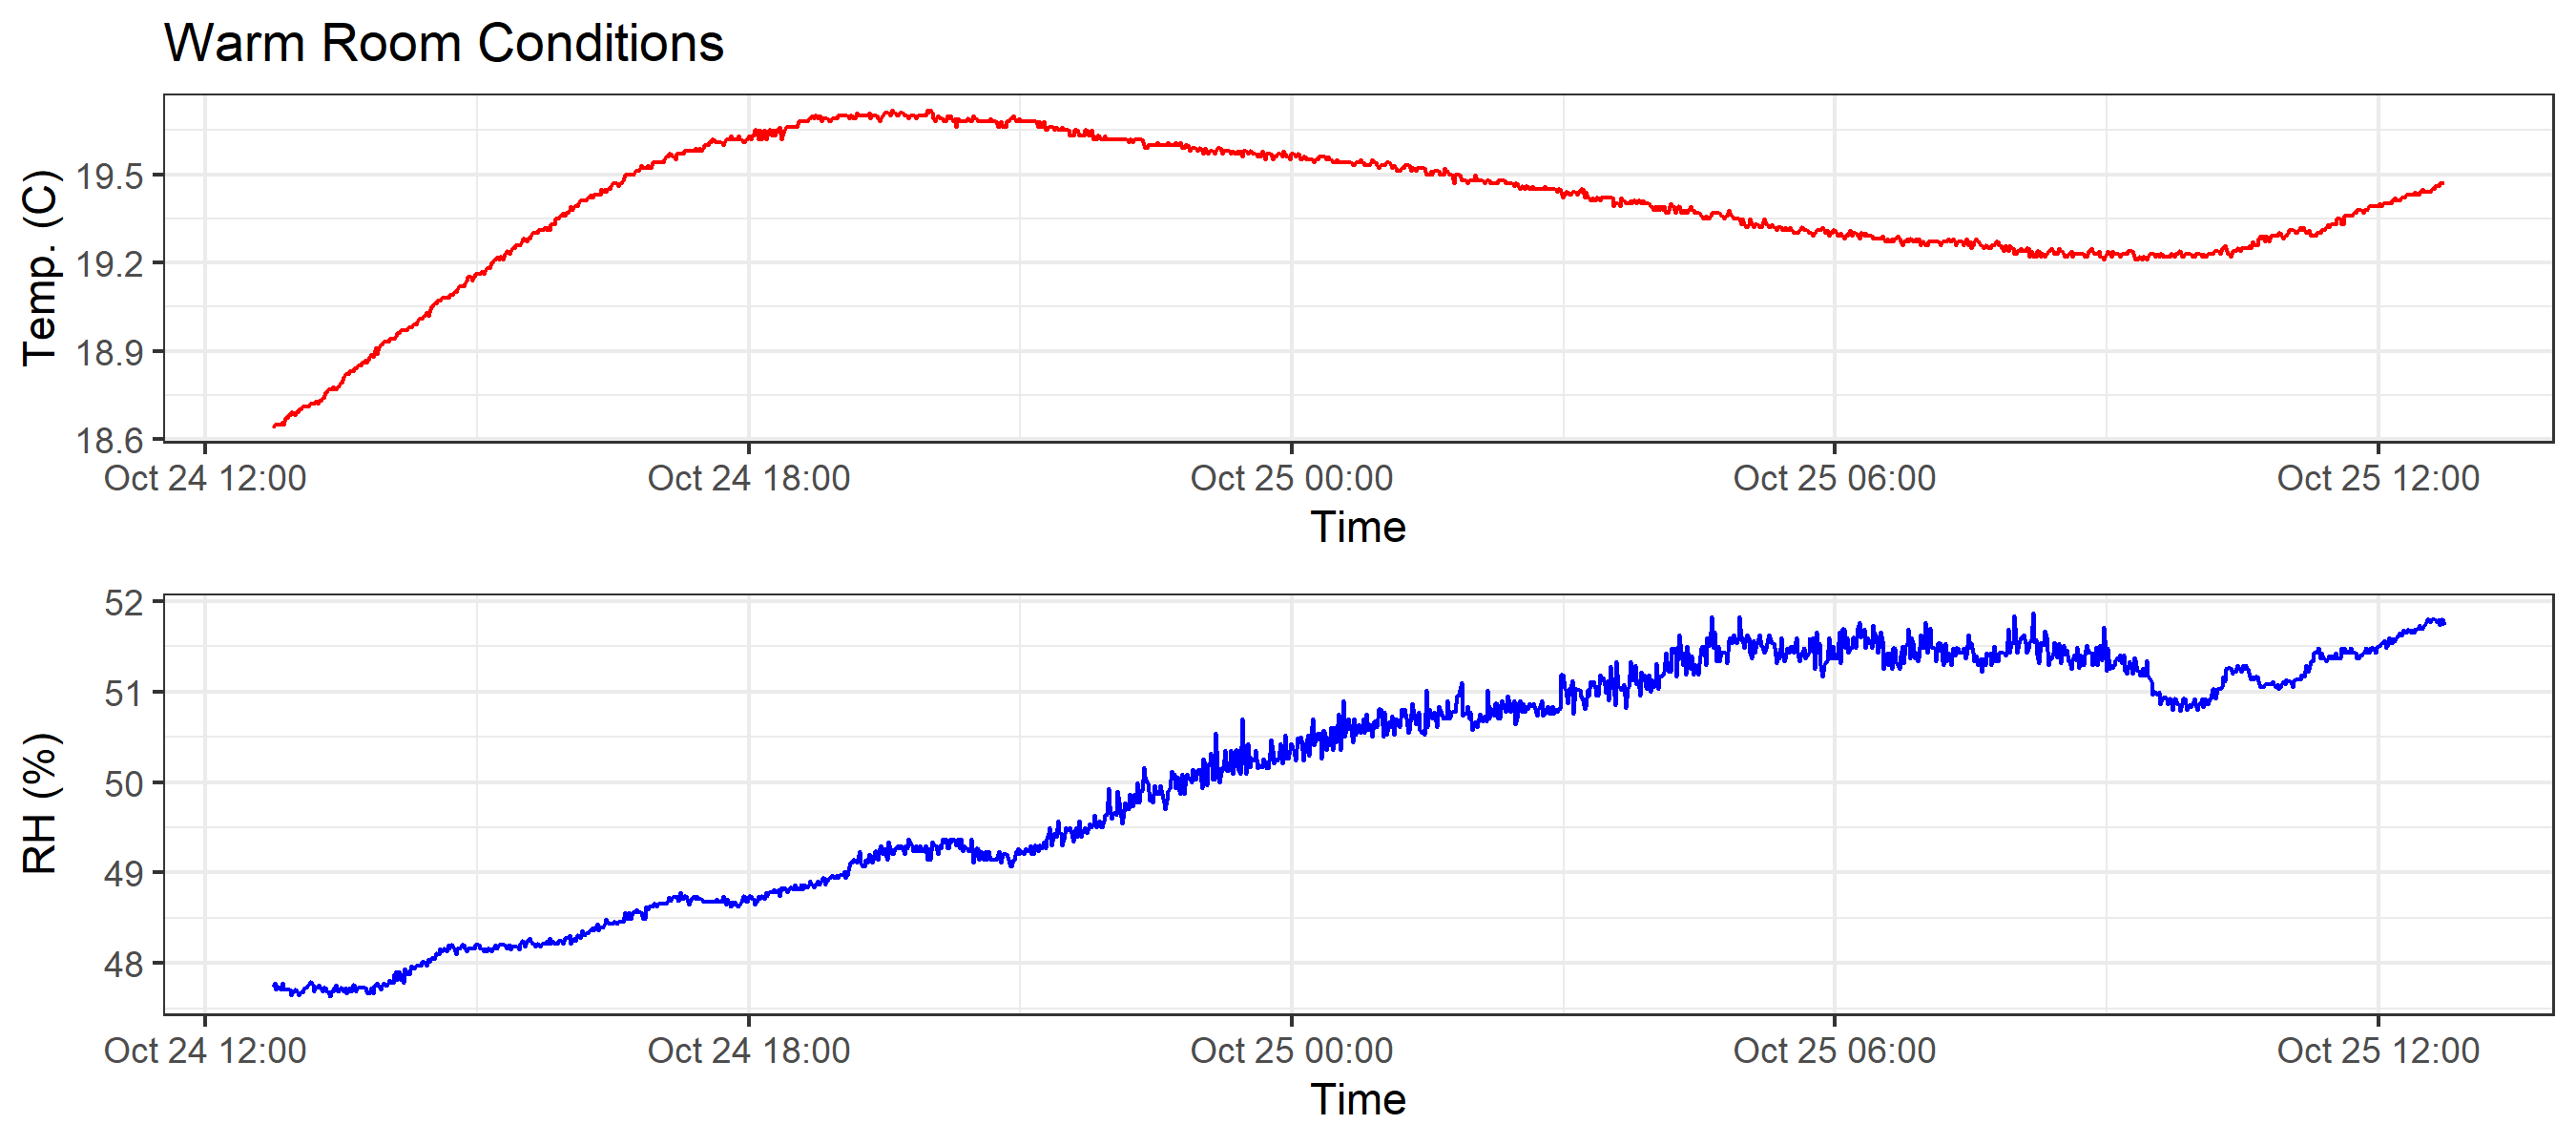 Warm Room Conditions
Temp. (C)
19.5
19.2
18.9
18.6
Oct 24 12:00 Oct 24 18:00 Oct 25 00:00 Oct 25 06:00 Oct 25 12:00
Time
RH (%)
52
51
50
49
48
Oct 24 12:00 Oct 24 18:00 Oct 25 00:00 Oct 25 06:00 Oct 25 12:00
Time